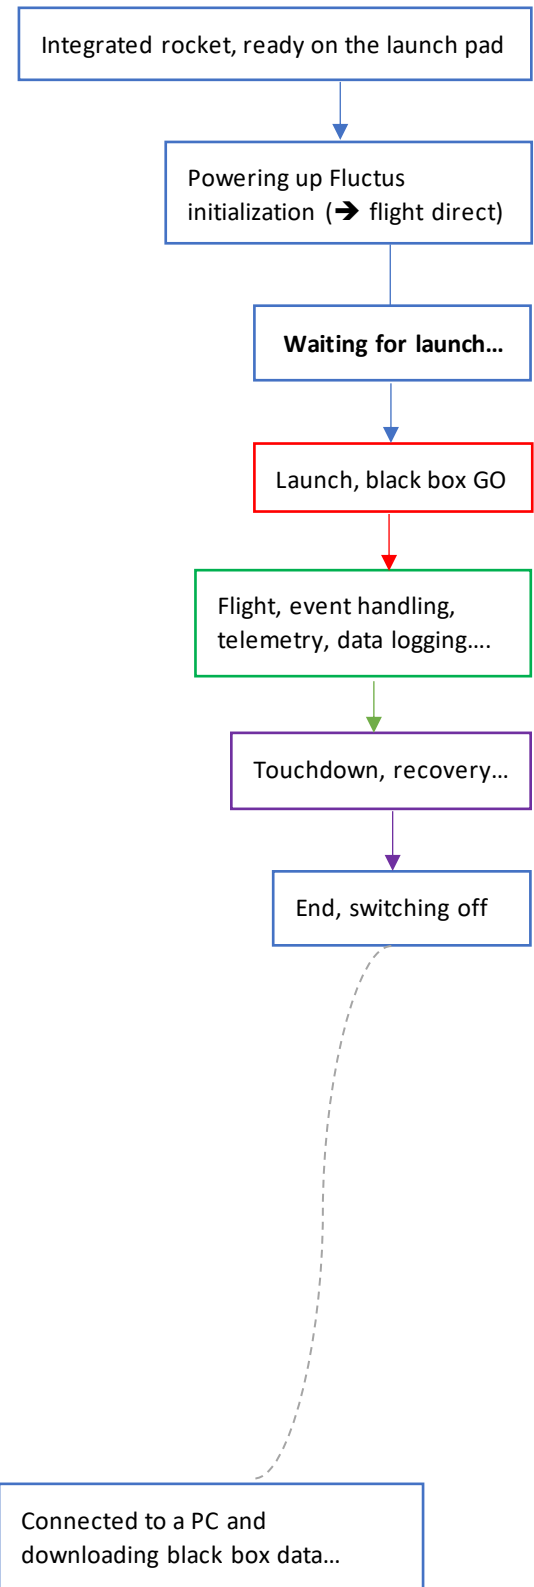 Integrated rocket, ready on the launch pad
Powering up Fluctus
initialization (➔ flight direct)
Waiting for launch…
Launch, black box GO
Flight, event handling,
telemetry, data logging….
Touchdown, recovery…
End, switching off
Connected to a PC and
downloading black box data…